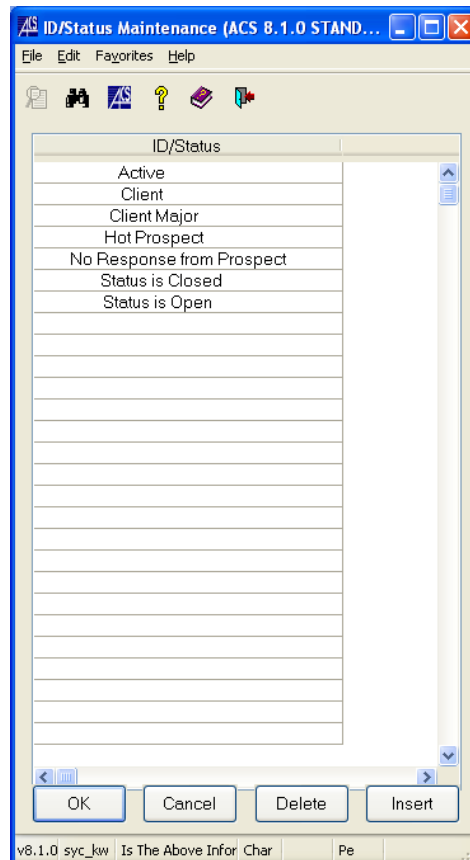 ACS ID/Status Maintenance (ACS 8.1.0 STAND...
File Edit Favorites Help
ACS ?
ID/Status
Active
Client
Client Major
Hot Prospect
No Response from Prospect
Status is Closed
Status is Open
OK Cancel Delete Insert
v8.1.0 syc_kw Is The Above Infor Char Pe